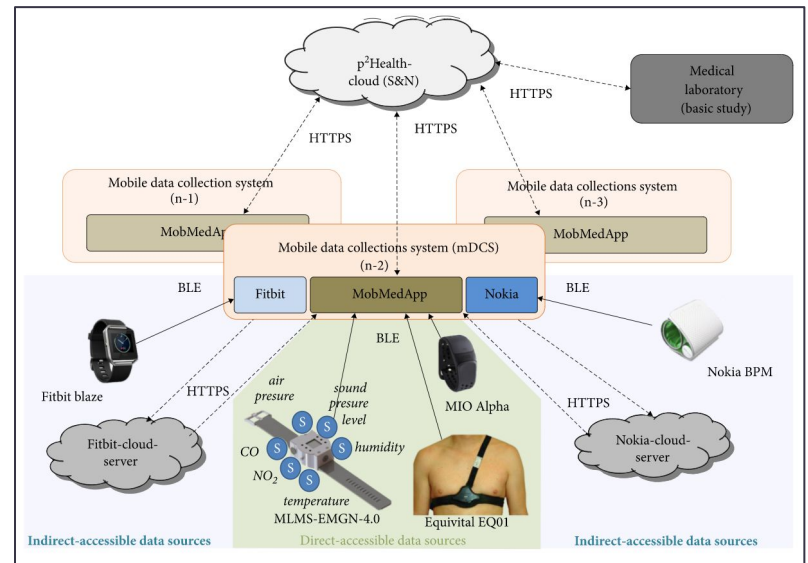 p²Health-
cloud (S&N)
Medical
laboratory
(basic study)
HTTPS
HTTPS
HTTPS
HTTPS
Mobile data collection system
(n-1)
MobMedAp
Mobile data collections system
(n-3)
MobMedApp
Mobile data collections system (mDCS)
(n-2)
Fitbit
MobMedApp
Nokia
BLE
BLE
BLE
Fitbit blaze
HTTPS
Fitbit-cloud-
server
air
presure
sound
presure
level
humidity
CO
NO₂
temperature
S
S
S
S
S
S
MLMS-EMGN-4.0
MIO Alpha
Equivital EQ01
Nokia BPM
HTTPS
Nokia-cloud-
server
Indirect-accessible data sources
Direct-accessible data sources
Indirect-accessible data sources